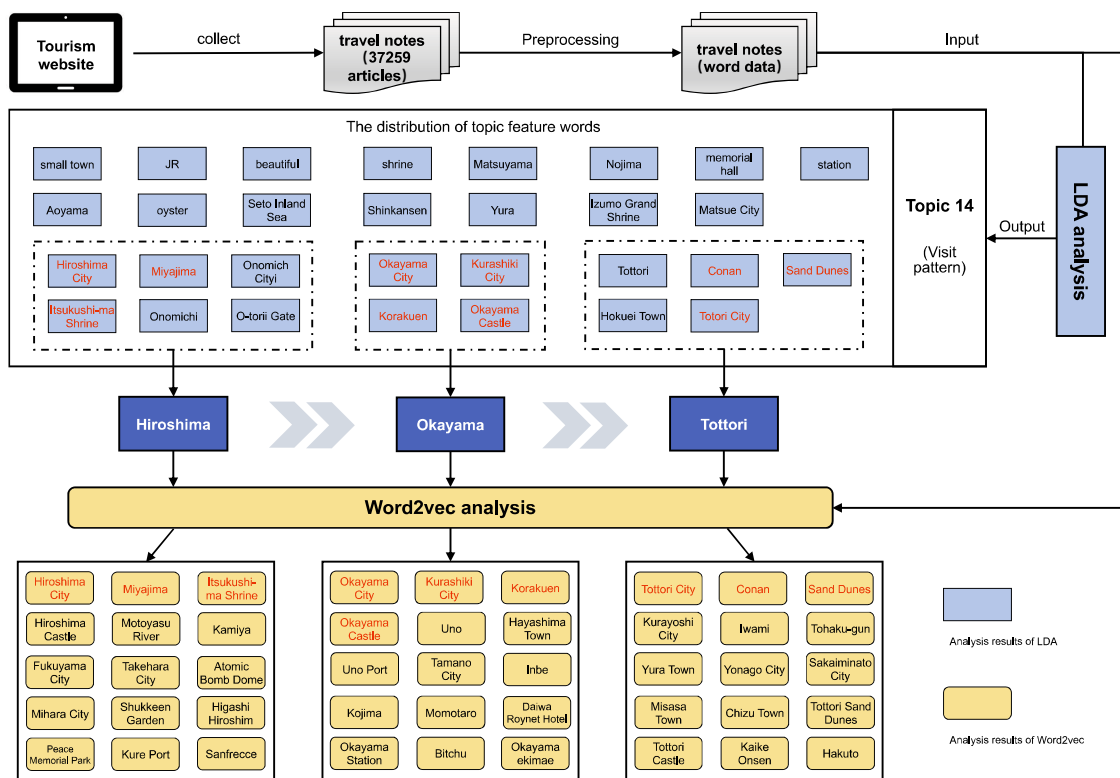 Tourism
website
collect
travel notes
(37259
articles)
Preprocessing
travel notes
(word data)
Input
The distribution of topic feature words
small town
JR
beautiful
shrine
Matsuyama
Nojima
memorial
hall
station
Aoyama
oyster
Seto Inland
Sea
Shinkansen
Yura
Izumo Grand
Shrine
Matsue City
Hiroshima
City
Miyajima
Onomich
Cityi
Okayama
City
Kurashiki
City
Tottori
Conan
Sand Dunes
Itsukushi-ma
Shrine
Onomichi
O-torii Gate
Korakuen
Okayama
Castle
Hokuei Town
Totori City
Topic 14
(Visit
pattern)
Output
LDA analysis
Hiroshima
Okayama
Tottori
Word2vec analysis
Hiroshima
City
Miyajima
Itsukushi-
ma Shrine
Hiroshima
Castle
Motoyasu
River
Kamiya
Fukuyama
City
Takehara
City
Atomic
Bomb Dome
Mihara City
Shukkeen
Garden
Higashi
Hiroshim
Peace
Memorial Park
Kure Port
Sanfrecce
Okayama
City
Kurashiki
City
Korakuen
Okayama
Castle
Uno
Hayashima
Town
Uno Port
Tamano
City
Inbe
Kojima
Momotaro
Daiwa
Roynet Hotel
Okayama
Station
Bitchu
Okayama
ekimae
Tottori City
Conan
Sand Dunes
Kurayoshi
City
Iwami
Tohaku-gun
Yura Town
Yonago City
Sakaiminato
City
Misasa
Town
Chizu Town
Tottori Sand
Dunes
Tottori
Castle
Kaike
Onsen
Hakuto
Analysis results of LDA
Analysis results of Word2vec